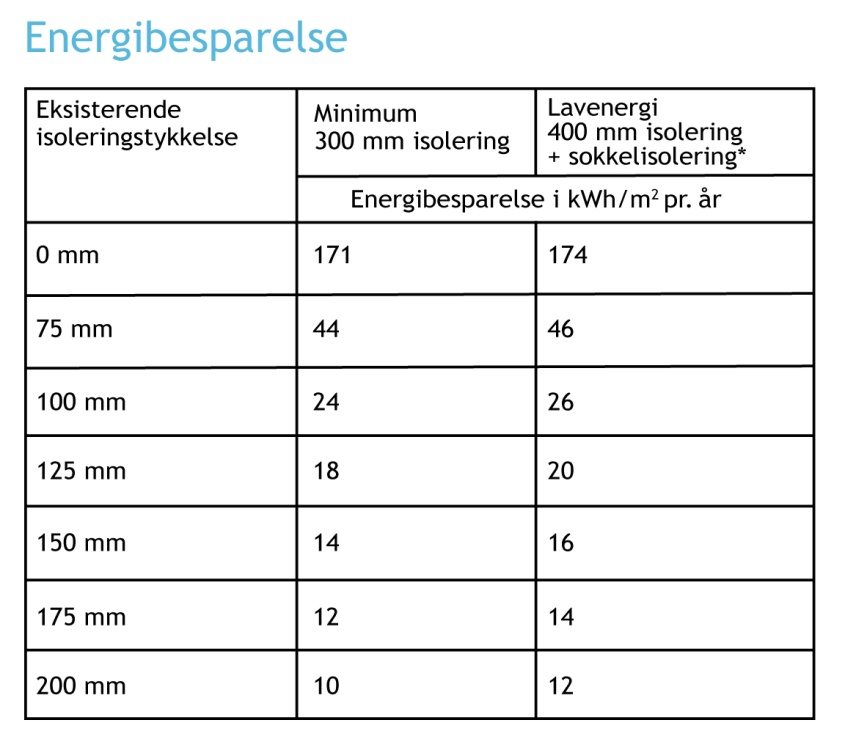 Energibesparelse
Eksisterende
isoleringstykkelse
Minimum
300 mm isolering
Lavenergi
400 mm isolering
+ sokkelisolering*
Energibesparelse i kWh/m² pr. år
0 mm 171 174
75 mm 44 46
100 mm 24 26
125 mm 18 20
150 mm 14 16
175 mm 12 14
200 mm 10 12